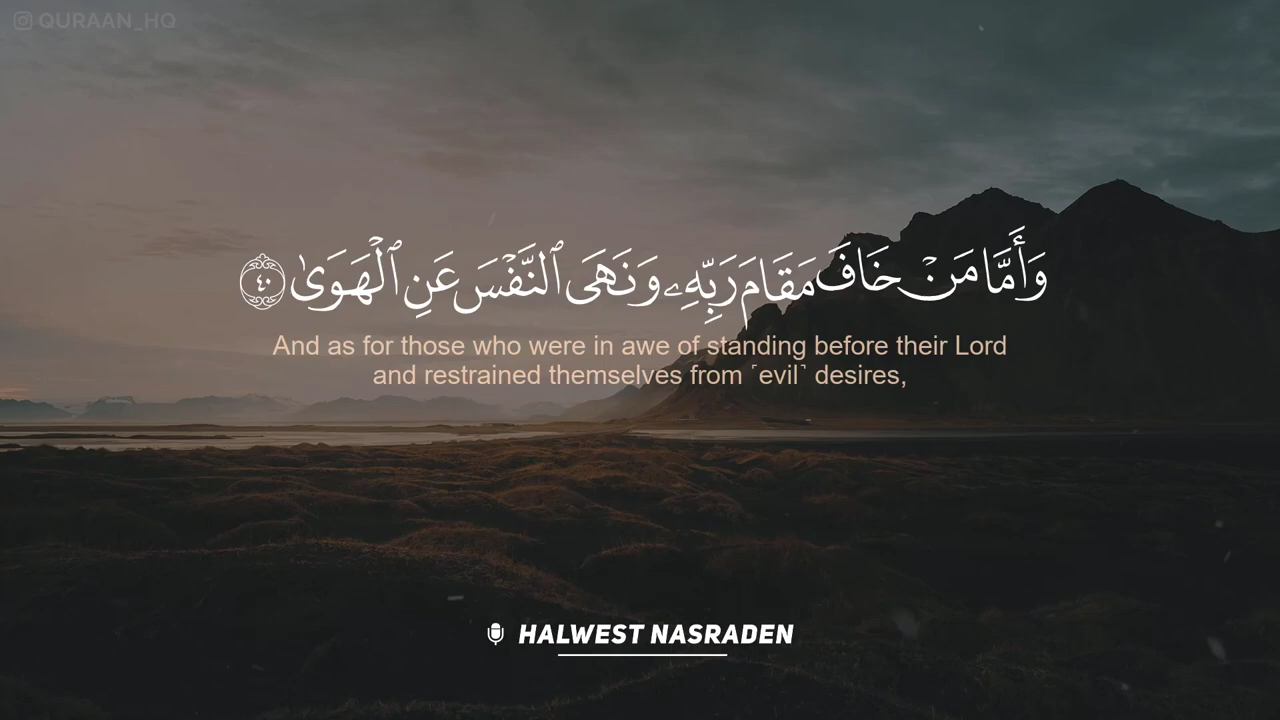 QURAAN_HQ
وَأَمَّا مَنْ خَافَ مَقَامَ رَبِّهِۦ وَنَهَى ٱلنَّفْسَ عَنِ ٱلْهَوَىٰ ٤٠
And as for those who were in awe of standing before their Lord
and restrained themselves from ˹evil˺ desires,
HALWEST NASRADEN